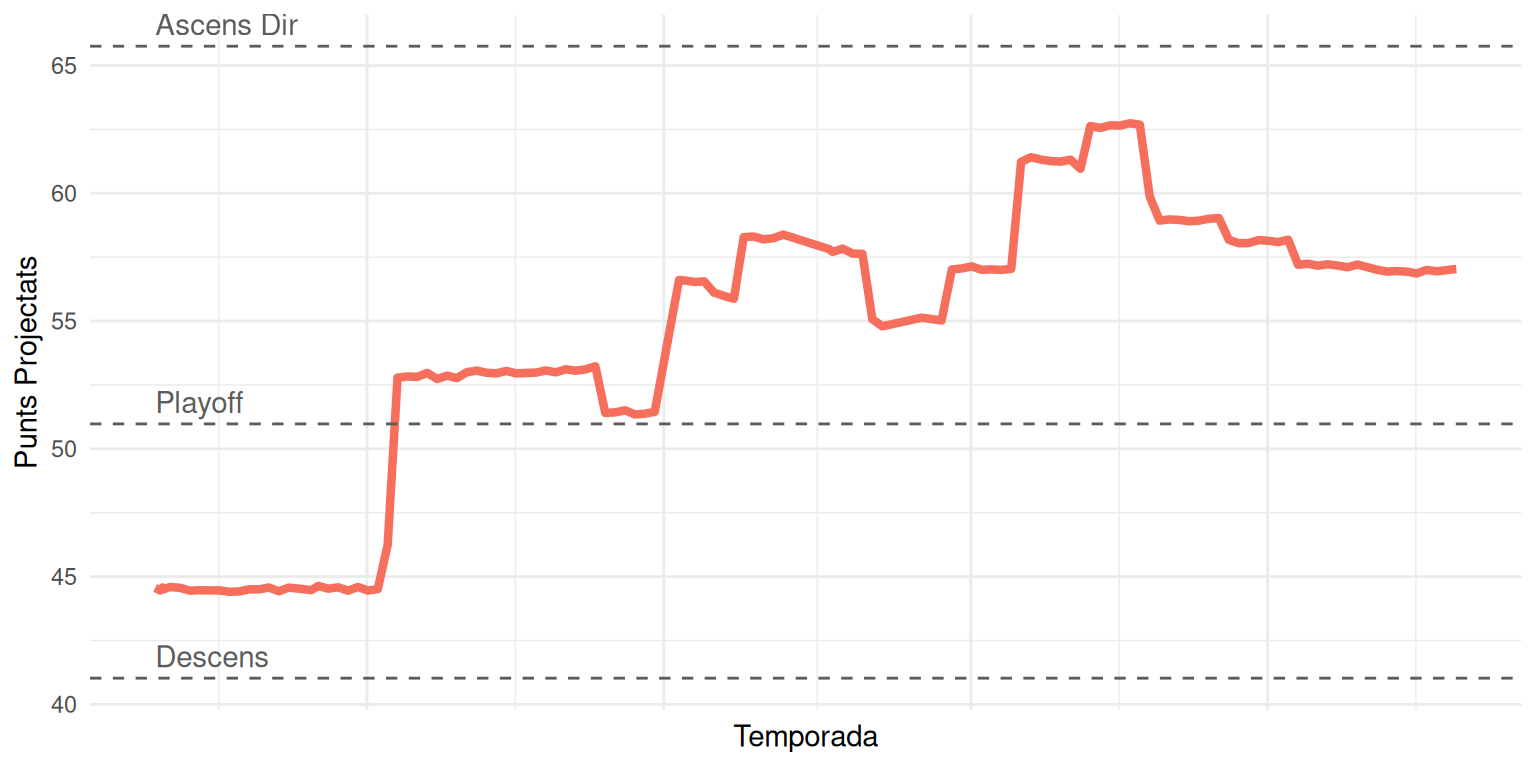 Ascens Dir
65
60
55
Playoff
50
45
Descens
40
Punts Projectats
Temporada